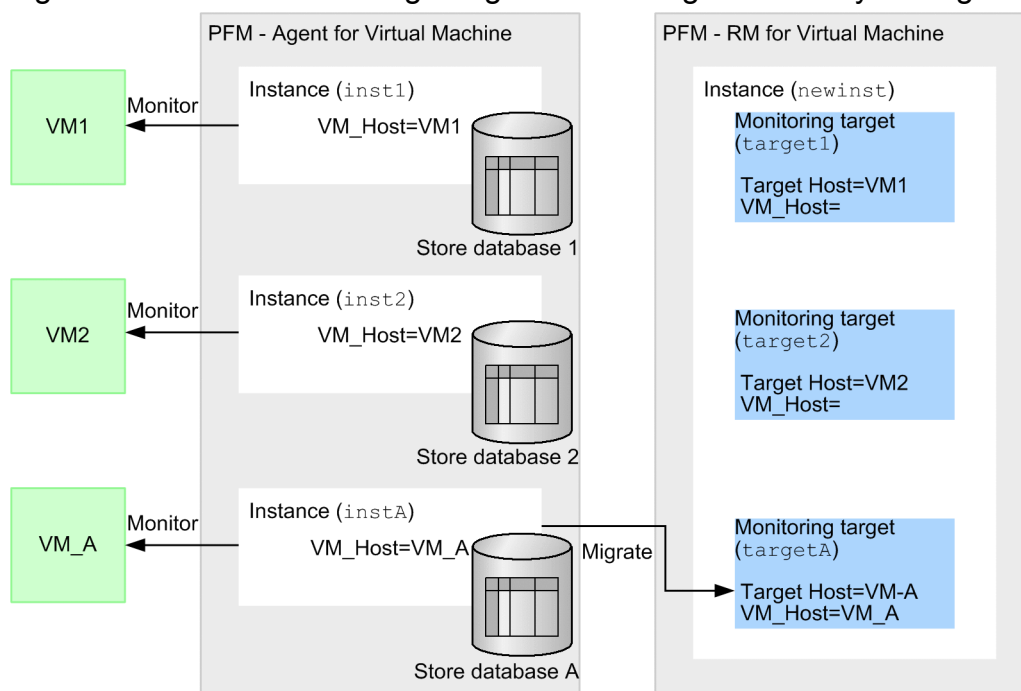 PFM - Agent for Virtual Machine
PFM - RM for Virtual Machine
VM1
Monitor
Instance (inst1)
VM_Host=VM1
Store database 1
VM2
Monitor
Instance (inst2)
VM_Host=VM2
Store database 2
VM_A
Monitor
Instance (instA)
VM_Host=VM_A
Store database A
Migrate
Instance (newinst)
Monitoring target
(target1)
Target Host=VM1
VM_Host=
Monitoring target
(target2)
Target Host=VM2
VM_Host=
Monitoring target
(targetA)
Target Host=VM-A
VM_Host=VM_A